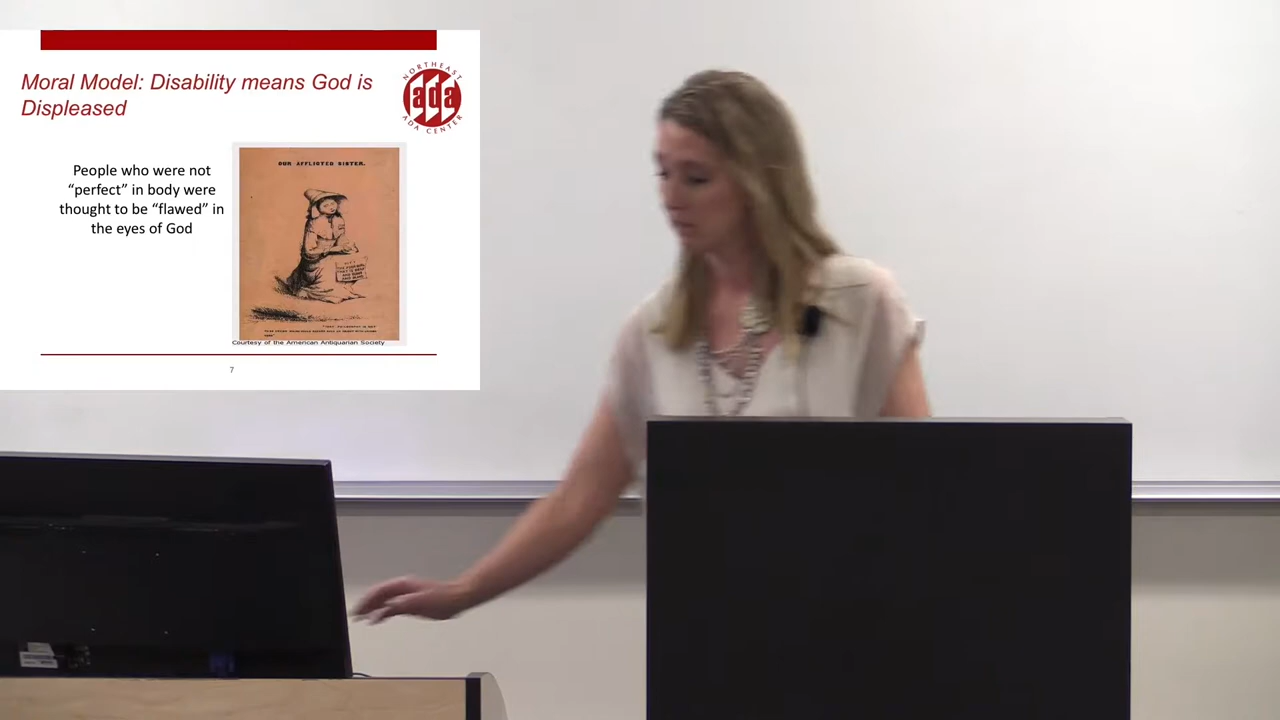 Moral Model: Disability means God is
Displeased
NORTHEAST
ada
ADA CENTER
People who were not
“perfect” in body were
thought to be “flawed” in
the eyes of God
OUR AFFLICTED SISTER.
Courtesy of the American Antiquarian Society
7